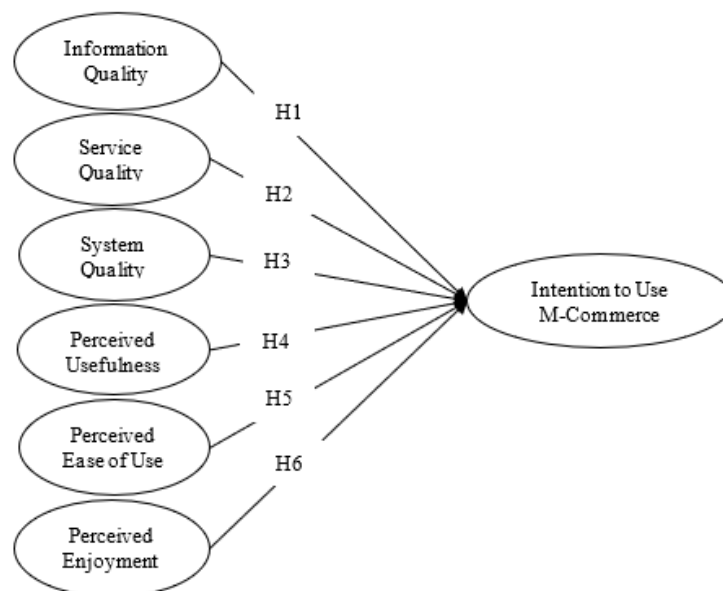 Information
Quality
H1
Service
Quality
H2
System
Quality
H3
Intention to Use
M-Commerce
Perceived
Usefulness
H4
Perceived
Ease of Use
H5
H6
Perceived
Enjoyment